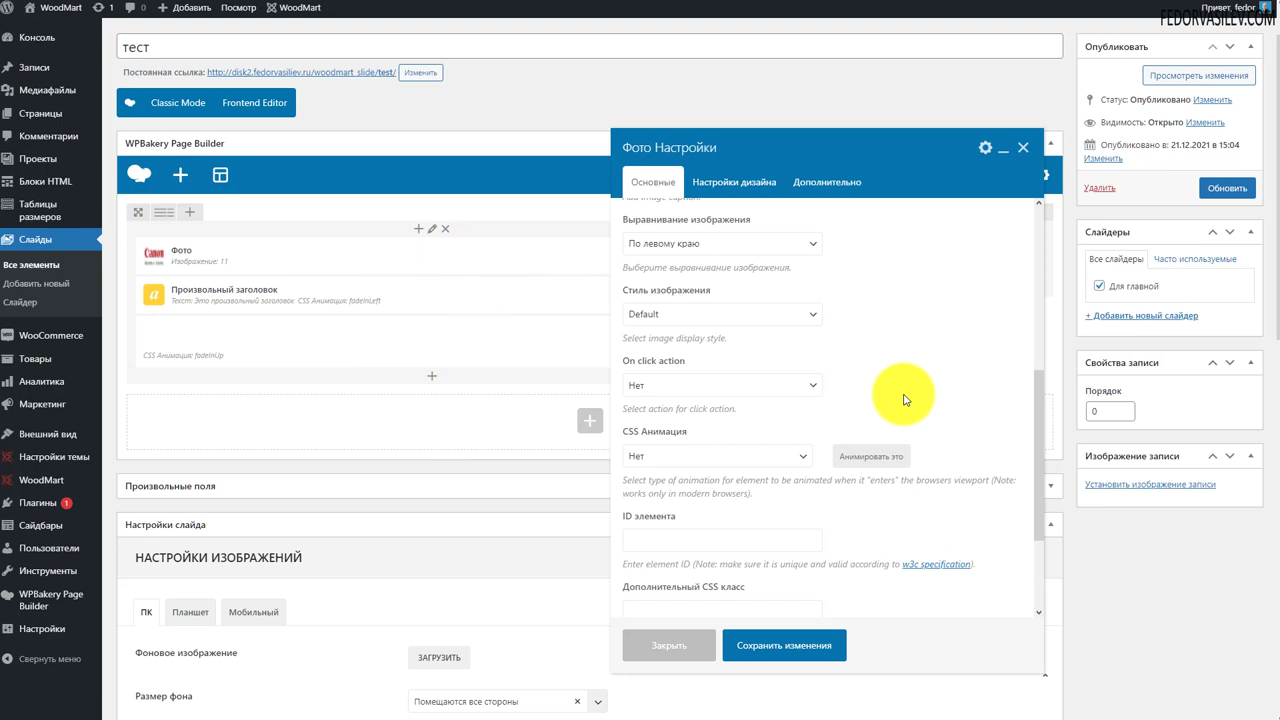 WoodMart
1
0
Добавить
Посмотр
WoodMart
Привет, fedor
FEDORVASILEV.COM
Консоль
Записи
Медиафайлы
Страницы
Комментарии
Проекты
Блоки HTML
Таблицы
размеров
Слайды
Все элементы
Добавить новый
Слайдер
WooCommerce
Товары
Аналитика
Маркетинг
Внешний вид
Настройки темы
WoodMart
Плагины 1
Сайдбары
Пользователи
Инструменты
WPBakery Page
Builder
Настройки
Свернуть меню
тест
Постоянная ссылка: http://disk2.fedorvasiliev.ru/woodmart_slide/test/ Изменить
Classic Mode Frontend Editor
WPBakery Page Builder
Фото
Изображение: 11
Произвольный заголовок
Текст: Это произвольный заголовок CSS Анимация: fadeInLeft
CSS Анимация: fadeInUp
Произвольные поля
Настройки слайда
НАСТРОЙКИ ИЗОБРАЖЕНИЙ
ПК Планшет Мобильный
Фоновое изображение ЗАГРУЗИТЬ
Размер фона Помещаются все стороны
Фото Настройки
Основные Настройки дизайна Дополнительно
Add image caption.
Выравнивание изображения
По левому краю
Выберите выравнивание изображения.
Стиль изображения
Default
Select image display style.
On click action
Нет
Select action for click action.
CSS Анимация
Нет Анимировать это
Select type of animation for element to be animated when it "enters" the browsers viewport (Note:
works only in modern browsers).
ID элемента
Enter element ID (Note: make sure it is unique and valid according to w3c specification).
Дополнительный CSS класс
Закрыть Сохранить изменения
Опубликовать
Просмотреть изменения
Статус: Опубликовано Изменить
Видимость: Открыто Изменить
Опубликовано в: 21.12.2021 в 15:04
Изменить
Удалить Обновить
Слайдеры
Все слайдеры Часто используемые
Для главной
+ Добавить новый слайдер
Свойства записи
Порядок
0
Изображение записи
Установить изображение записи